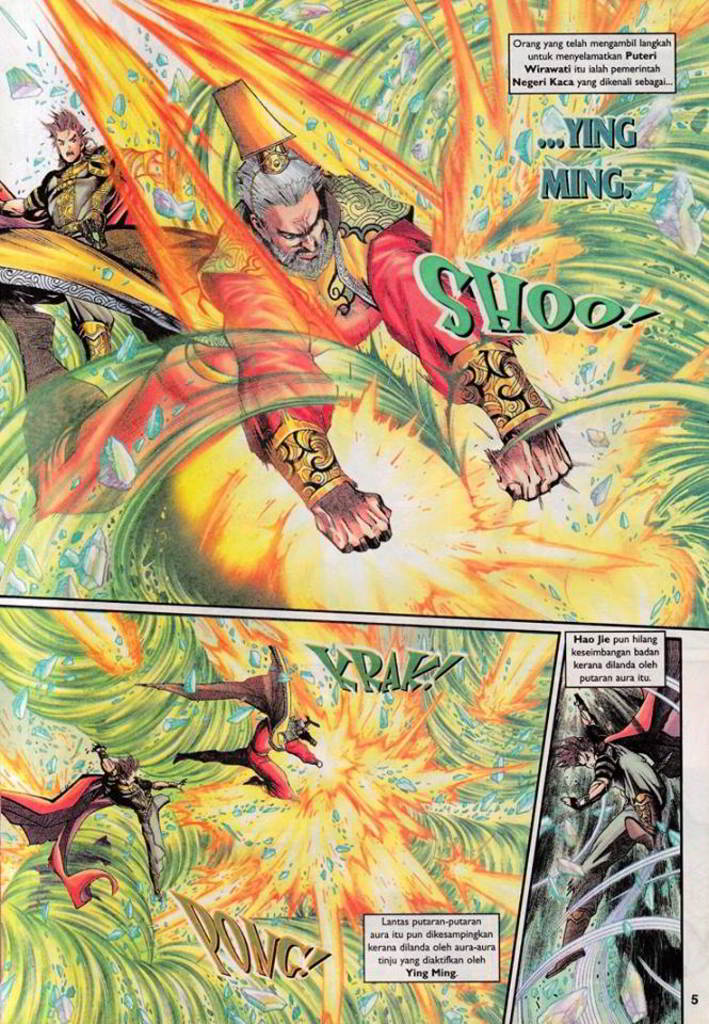 Orang yang telah mengambil langkah
untuk menyelamatkan Puteri
Wirawati itu ialah pemerintah
Negeri Kaca yang dikenali sebagai...
...YING
MING.
SHOO!
KRAK!
PONG!
Lantas putaran-putaran
aura itu pun dikesampingkan
kerana dilanda oleh aura-aura
tinju yang diaktifkan oleh
Ying Ming.
Hao Jie pun hilang
keseimbangan badan
kerana dilanda oleh
putaran aura itu.
5